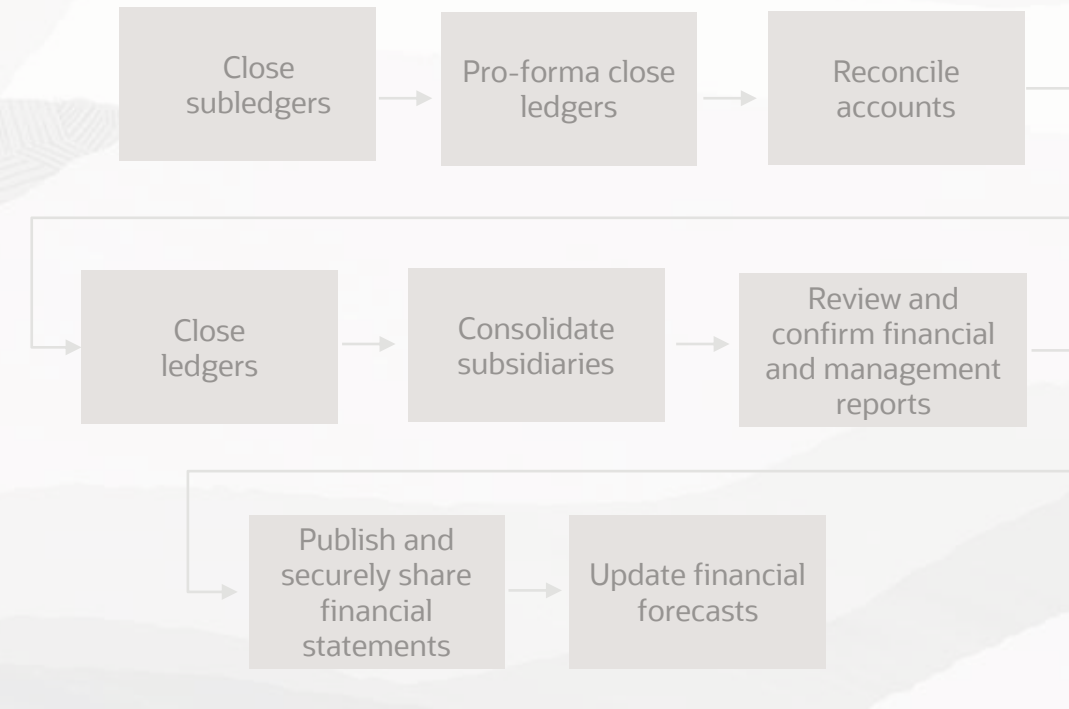 Close
subledgers
Pro-forma close
ledgers
Reconcile
accounts
Close
ledgers
Consolidate
subsidiaries
Review and
confirm financial
and management
reports
Publish and
securely share
financial
statements
Update financial
forecasts